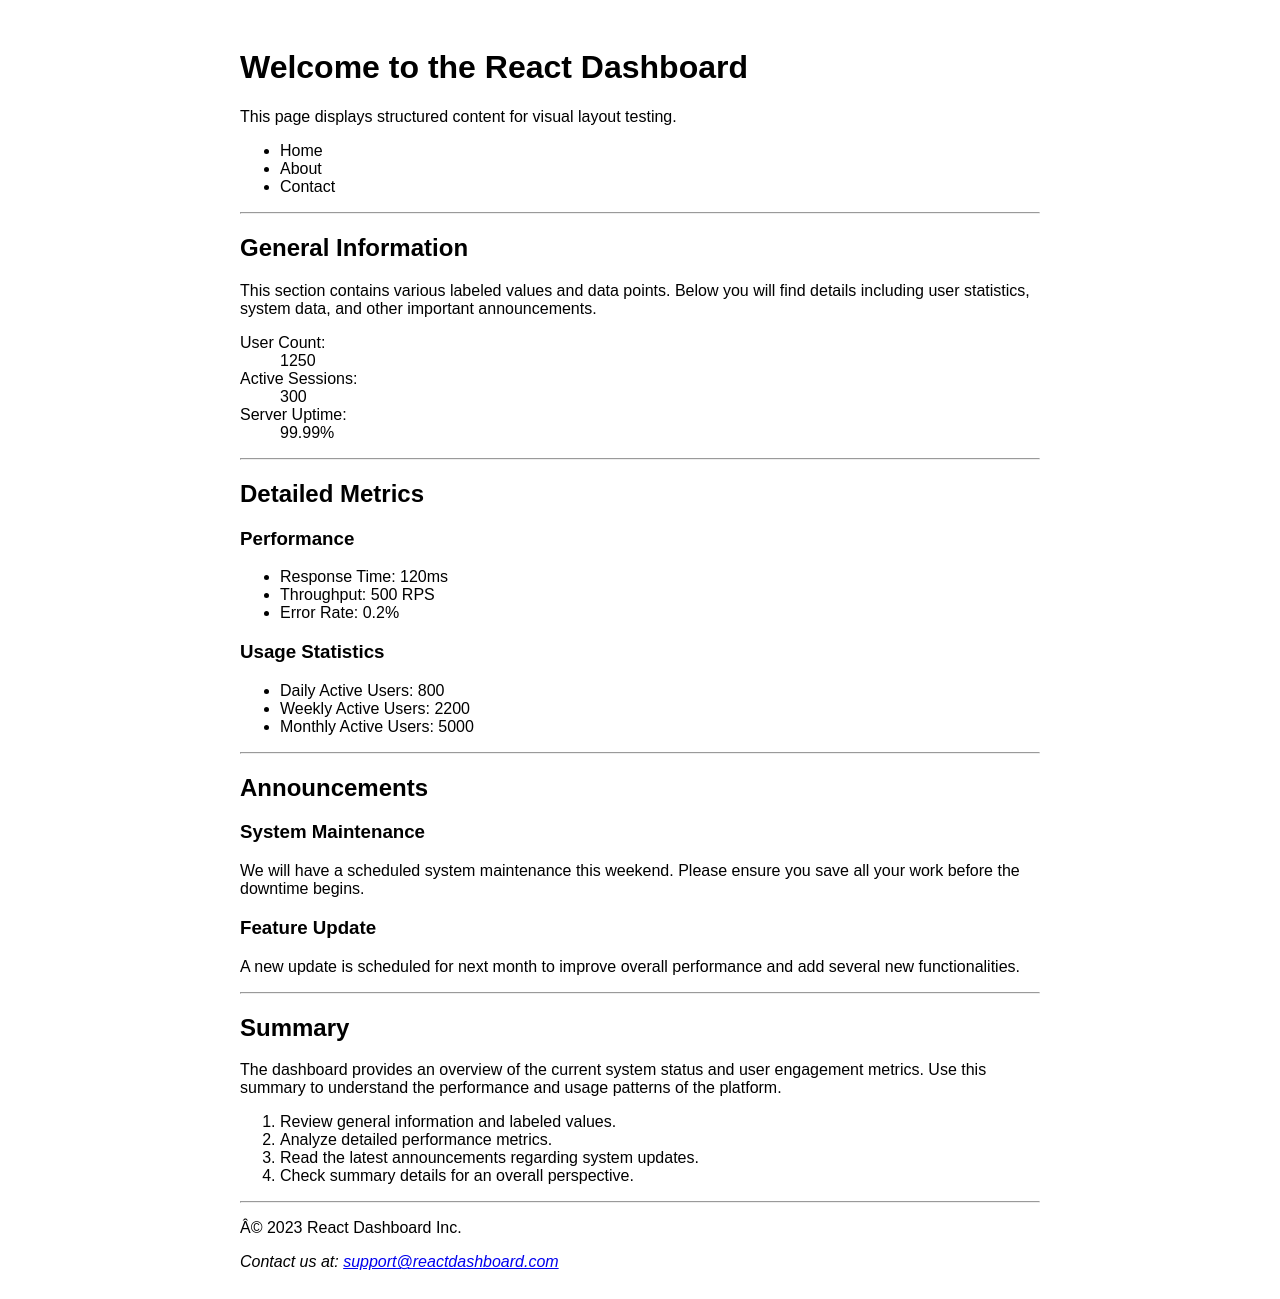 Welcome to the React Dashboard
This page displays structured content for visual layout testing.
Home
About
Contact
General Information
This section contains various labeled values and data points. Below you will find details including user statistics,
system data, and other important announcements.
User Count:
1250
Active Sessions:
300
Server Uptime:
99.99%
Detailed Metrics
Performance
Response Time: 120ms
Throughput: 500 RPS
Error Rate: 0.2%
Usage Statistics
Daily Active Users: 800
Weekly Active Users: 2200
Monthly Active Users: 5000
Announcements
System Maintenance
We will have a scheduled system maintenance this weekend. Please ensure you save all your work before the
downtime begins.
Feature Update
A new update is scheduled for next month to improve overall performance and add several new functionalities.
Summary
The dashboard provides an overview of the current system status and user engagement metrics. Use this
summary to understand the performance and usage patterns of the platform.
1. Review general information and labeled values.
2. Analyze detailed performance metrics.
3. Read the latest announcements regarding system updates.
4. Check summary details for an overall perspective.
Â© 2023 React Dashboard Inc.
Contact us at: support@reactdashboard.com